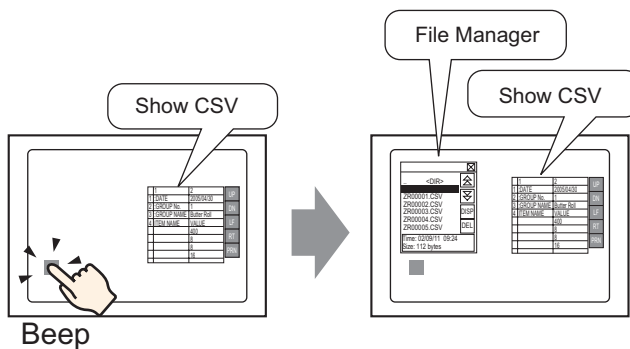 File Manager
Show CSV
Show CSV
1 2
1 DATE 2005/04/30
2 GROUP No. 1
3 GROUP NAME Butter Roll
4 ITEM NAME VALUE
400
8
8
16
UP
DN
LF
RT
PRN
Beep
<DIR>
ZR00001.CSV
ZR00002.CSV
ZR00003.CSV
ZR00004.CSV
ZR00005.CSV
DISP
DEL
Time: 02/09/11 09:24
Size: 112 bytes
1 2
1 DATE 2005/04/30
2 GROUP No. 1
3 GROUP NAME Butter Roll
4 ITEM NAME VALUE
400
8
8
16
UP
DN
LF
RT
PRN